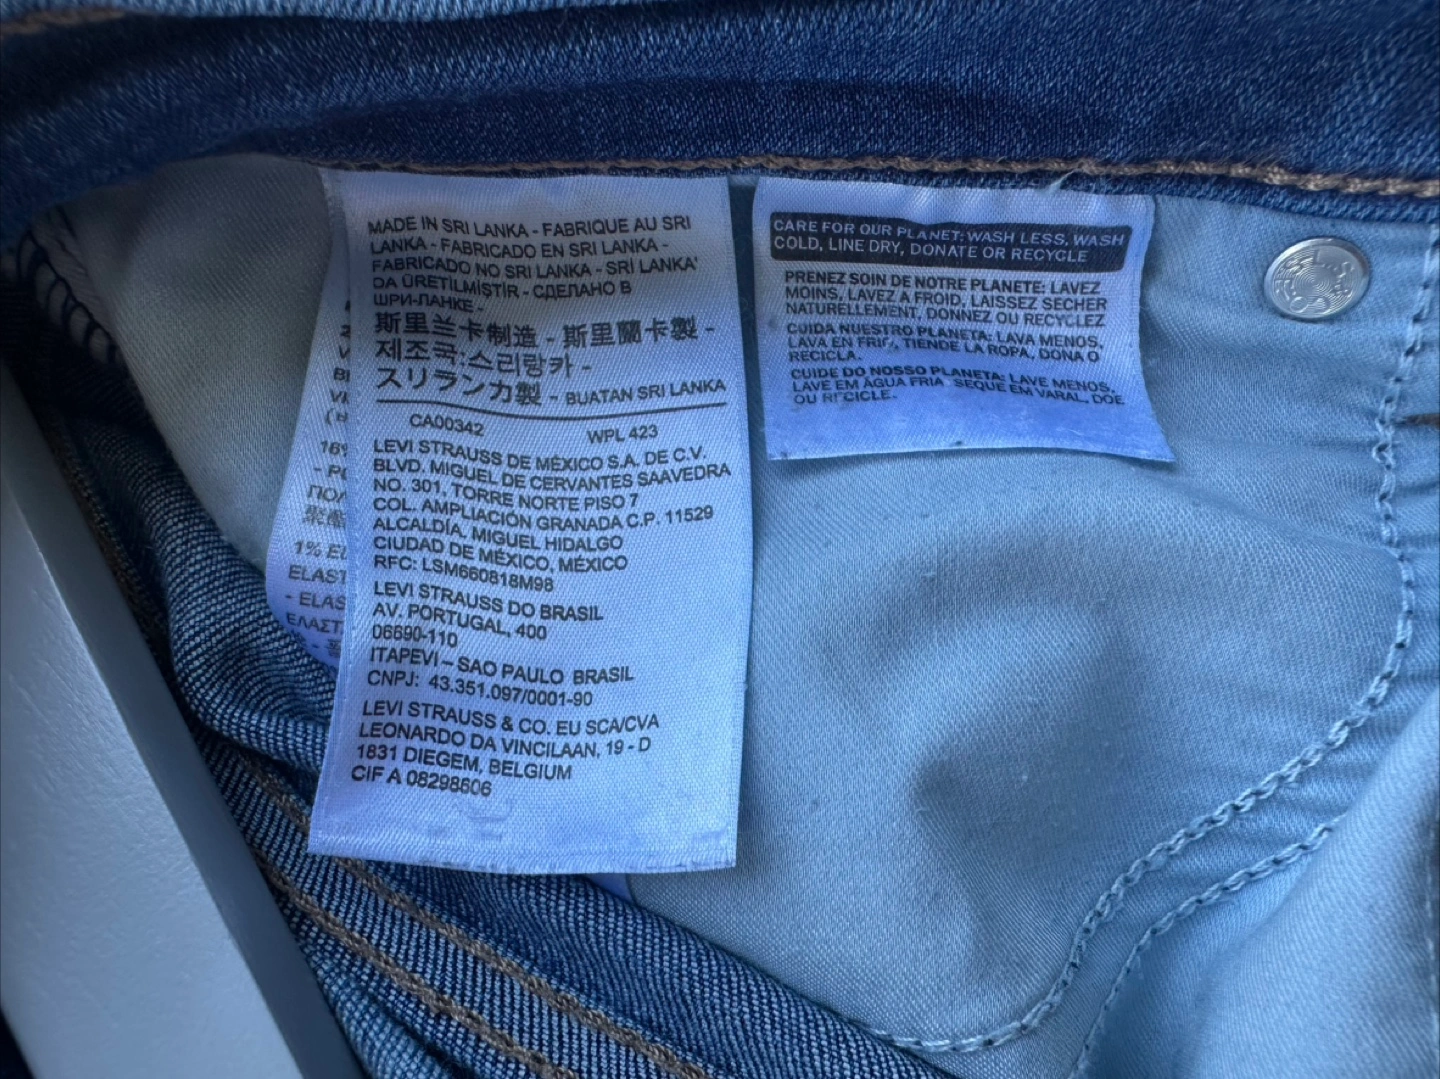 MADE IN SRI LANKA - FABRIQUE AU SRI
LANKA - FABRICADO EN SRI LANKA -
FABRICADO NO SRI LANKA - SRİ LANKA'
DA ÜRETİLMİŞTİR - СДЕЛАНО В
ШРИ-ЛАНКЕ -
斯里兰卡制造 - 斯里蘭卡製 -
제조국:스리랑카 -
スリランカ製 - BUATAN SRI LANKA
CA00342 WPL 423
LEVI STRAUSS DE MÉXICO S.A. DE C.V.
BLVD. MIGUEL DE CERVANTES SAAVEDRA
NO. 301, TORRE NORTE PISO 7
COL. AMPLIACIÓN GRANADA C.P. 11529
ALCALDÍA, MIGUEL HIDALGO
CIUDAD DE MÉXICO, MÉXICO
RFC: LSM660818M98
LEVI STRAUSS DO BRASIL
AV. PORTUGAL, 400
06690-110
ITAPEVI – SAO PAULO BRASIL
CNPJ: 43.351.097/0001-90
LEVI STRAUSS & CO. EU SCA/CVA
LEONARDO DA VINCILAAN, 19 - D
1831 DIEGEM, BELGIUM
CIF A 08298606
16%
1% EL
ELAST
- ELAS
ΕΛΑΣΤ
CARE FOR OUR PLANET: WASH LESS, WASH
COLD, LINE DRY, DONATE OR RECYCLE
PRENEZ SOIN DE NOTRE PLANETE: LAVEZ
MOINS, LAVEZ A FROID, LAISSEZ SECHER
NATURELLEMENT, DONNEZ OU RECYCLEZ
CUIDA NUESTRO PLANETA: LAVA MENOS,
LAVA EN FRIO, TIENDE LA ROPA, DONA O
RECICLA.
CUIDE DO NOSSO PLANETA: LAVE MENOS,
LAVE EM ÁGUA FRIA SEQUE EM VARAL, DOE
OU RECICLE.